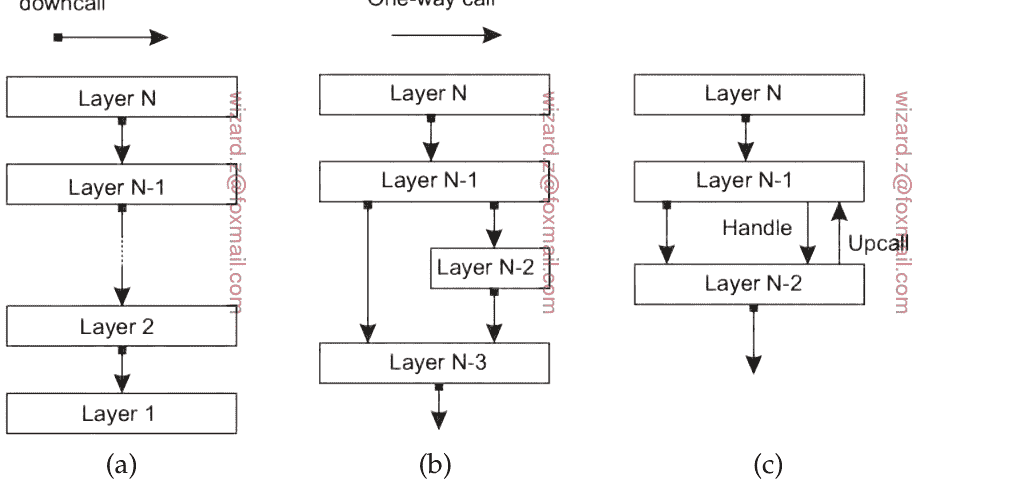 downcall
One-way call
Layer N
Layer N-1
Layer 2
Layer 1
(a)
Layer N
Layer N-1
Layer N-2
Layer N-3
(b)
Layer N
Layer N-1
Handle
Upcall
Layer N-2
(c)
wizard.z@foxmail.com
wizard.z@foxmail.com
wizard.z@foxmail.com